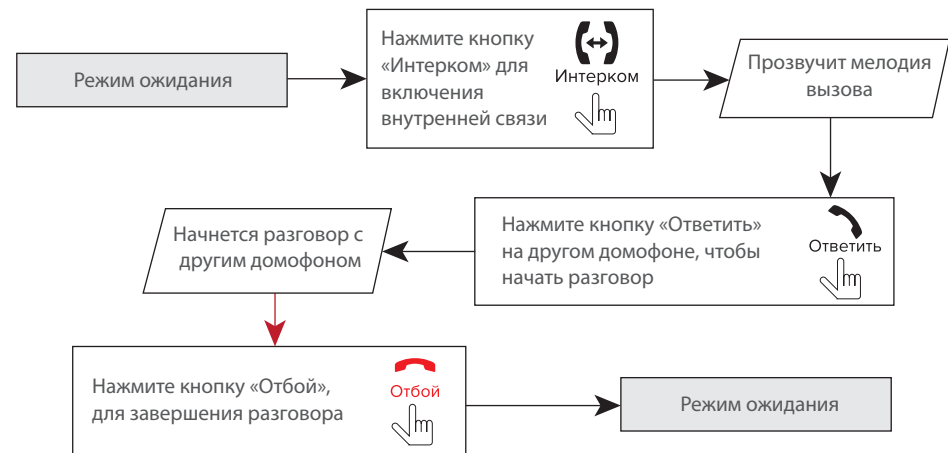 Режим ожидания
Нажмите кнопку
«Интерком» для
включения
внутренней связи
Интерком
Прозвучит мелодия
вызова
Нажмите кнопку «Ответить»
на другом домофоне, чтобы
начать разговор
Ответить
Начнется разговор с
другим домофоном
Нажмите кнопку «Отбой»,
для завершения разговора
Отбой
Режим ожидания